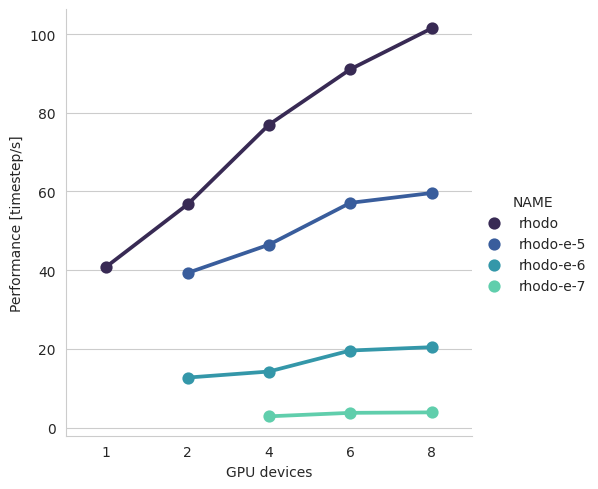 Performance [timestep/s]
100
80
60
40
20
0
1 2 4 6 8
GPU devices
NAME
rhodo
rhodo-e-5
rhodo-e-6
rhodo-e-7